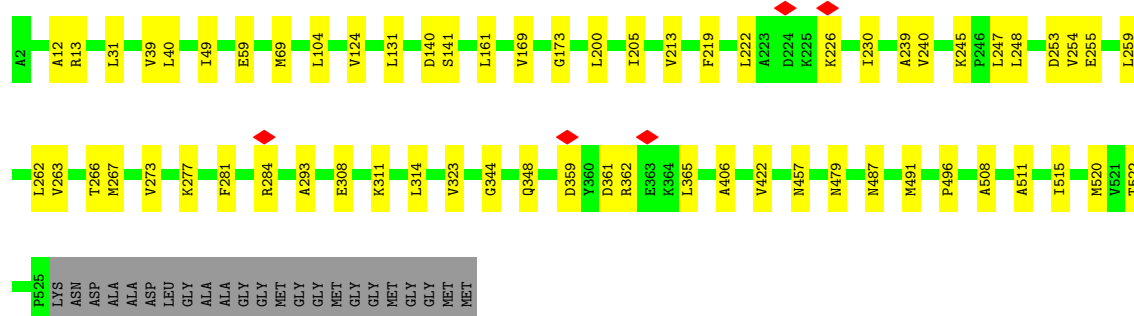 A2 A12 R13 L31 V39 L40 I49 E59 M69 L104 V124 L131 D140 S141 L161 V169 G173 L200 I205 V213 F219 L222 A223 D224 K225 K226 I230 A239 V240 K245 P246 L247 L248 D253 V254 E255 L259
L262 V263 T266 M267 V273 K277 F281 R284 A293 E308 K311 L314 V323 G344 Q348 D359 Y360 D361 R362 E363 K364 L365 A406 V422 N457 N479 N487 M491 P496 A508 A511 I515 M520 V521 T522
P525 LYS ASN ASP ALA ALA ASP LEU GLY ALA ALA GLY GLY MET GLY GLY MET GLY GLY MET GLY GLY MET MET